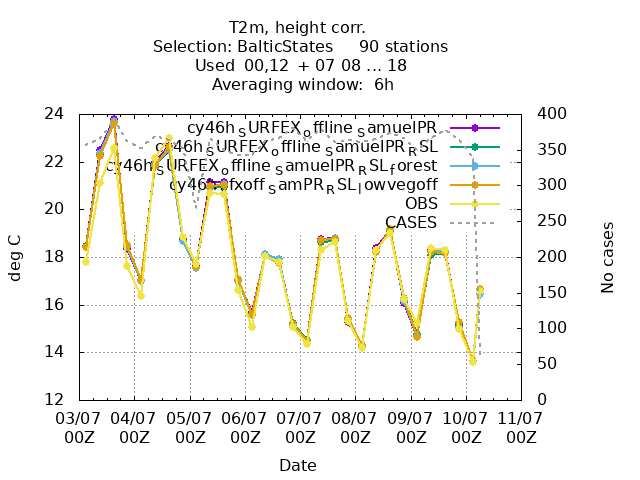 T2m, height corr.
Selection: BalticStates 90 stations
Used 00,12 + 07 08 ... 18
Averaging window: 6h
deg C
No cases
24
22
20
18
16
14
12
400
350
300
250
200
150
100
50
0
cy46h_SURFEX_offline_SamuelPR
cy46h_SURFEX_offline_SamuelPR_RSL
cy46h_SURFEX_offline_SamuelPR_RSL_forest
cy46_sfxoff_SamPR_RSL_lowvegoff
OBS
CASES
03/07 04/07 05/07 06/07 07/07 08/07 09/07 10/07 11/07
00Z 00Z 00Z 00Z 00Z 00Z 00Z 00Z 00Z
Date